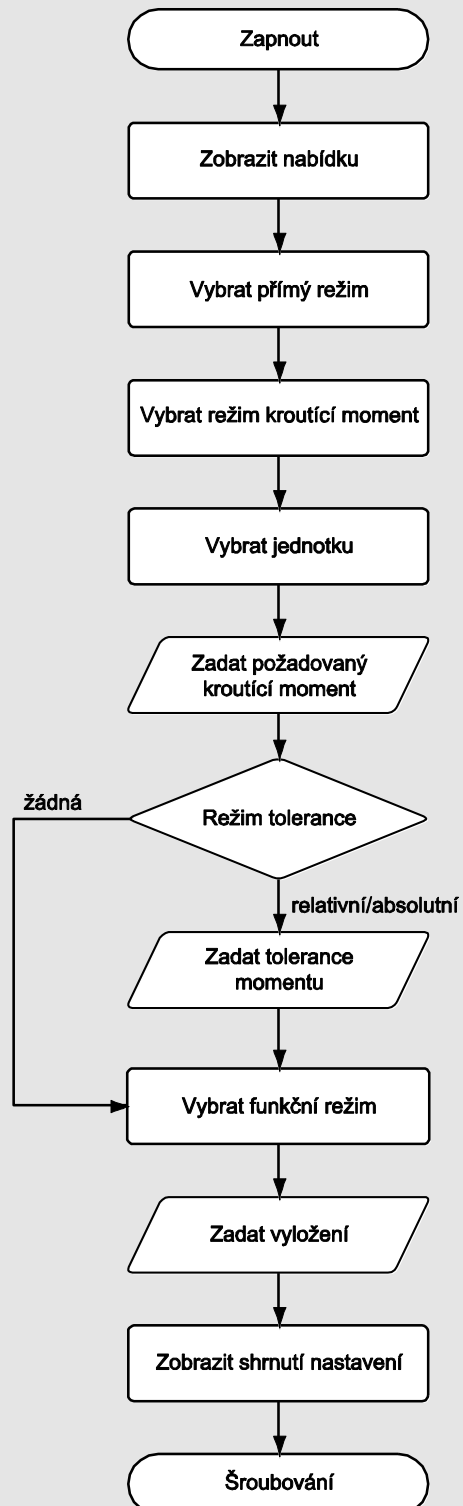 Zapnout
Zobrazit nabídku
Vybrat přímý režim
Vybrat režim kroutící moment
Vybrat jednotku
Zadat požadovaný
kroutící moment
žádná
Režim tolerance
relativní/absolutní
Zadat tolerance
momentu
Vybrat funkční režim
Zadat vyložení
Zobrazit shrnutí nastavení
Šroubování